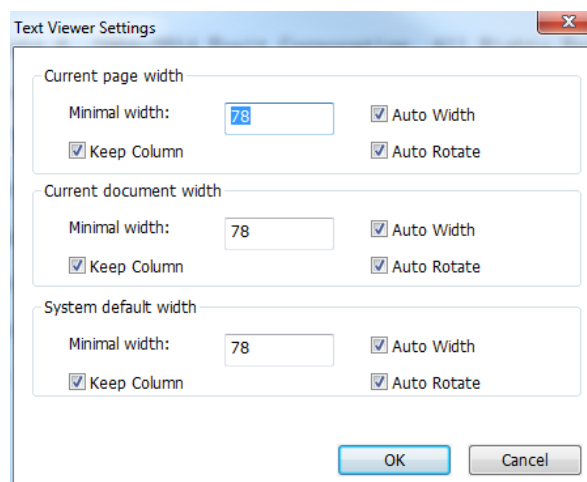 Text Viewer Settings
Current page width
Minimal width: 78 Auto Width
Keep Column Auto Rotate
Current document width
Minimal width: 78 Auto Width
Keep Column Auto Rotate
System default width
Minimal width: 78 Auto Width
Keep Column Auto Rotate
OK Cancel